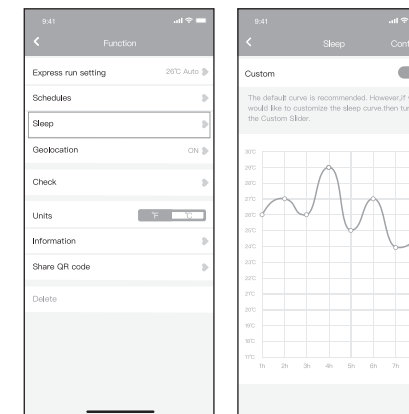 9:41
Function
Express run setting 26℃ Auto
Schedules
Sleep
Geolocation ON
Check
Units ℉ ℃
Information
Share QR code
Delete
9:41
Sleep Con
Custom
The default curve is recommended. However,If
would like to customize the sleep curve.then tur
the Custom Slider.
30℃
29℃
28℃
27℃
26℃
25℃
24℃
23℃
22℃
21℃
20℃
19℃
18℃
17℃
1h 2h 3h 4h 5h 6h 7h